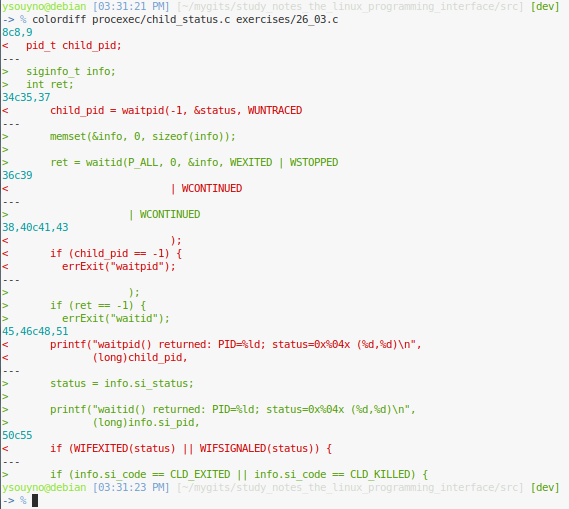 ysouyno@debian [03:31:21 PM] [~/mygits/study_notes_the_linux_programming_interface/src] [dev]
-> % colordiff procexec/child_status.c exercises/26_03.c
8c8,9
<   pid_t child_pid;
---
>   siginfo_t info;
>   int ret;
34c35,37
<       child_pid = waitpid(-1, &status, WUNTRACED
---
>       memset(&info, 0, sizeof(info));
>
>       ret = waitid(P_ALL, 0, &info, WEXITED | WSTOPPED
36c39
<                           | WCONTINUED
---
>                    | WCONTINUED
38,40c41,43
<                           );
<       if (child_pid == -1) {
<         errExit("waitpid");
---
>                    );
>       if (ret == -1) {
>         errExit("waitid");
45,46c48,51
<       printf("waitpid() returned: PID=%ld; status=0x%04x (%d,%d)\n",
<              (long)child_pid,
---
>       status = info.si_status;
>
>       printf("waitid() returned: PID=%ld; status=0x%04x (%d,%d)\n",
>              (long)info.si_pid,
50c55
<       if (WIFEXITED(status) || WIFSIGNALED(status)) {
---
>       if (info.si_code == CLD_EXITED || info.si_code == CLD_KILLED) {
ysouyno@debian [03:31:23 PM] [~/mygits/study_notes_the_linux_programming_interface/src] [dev]
-> %